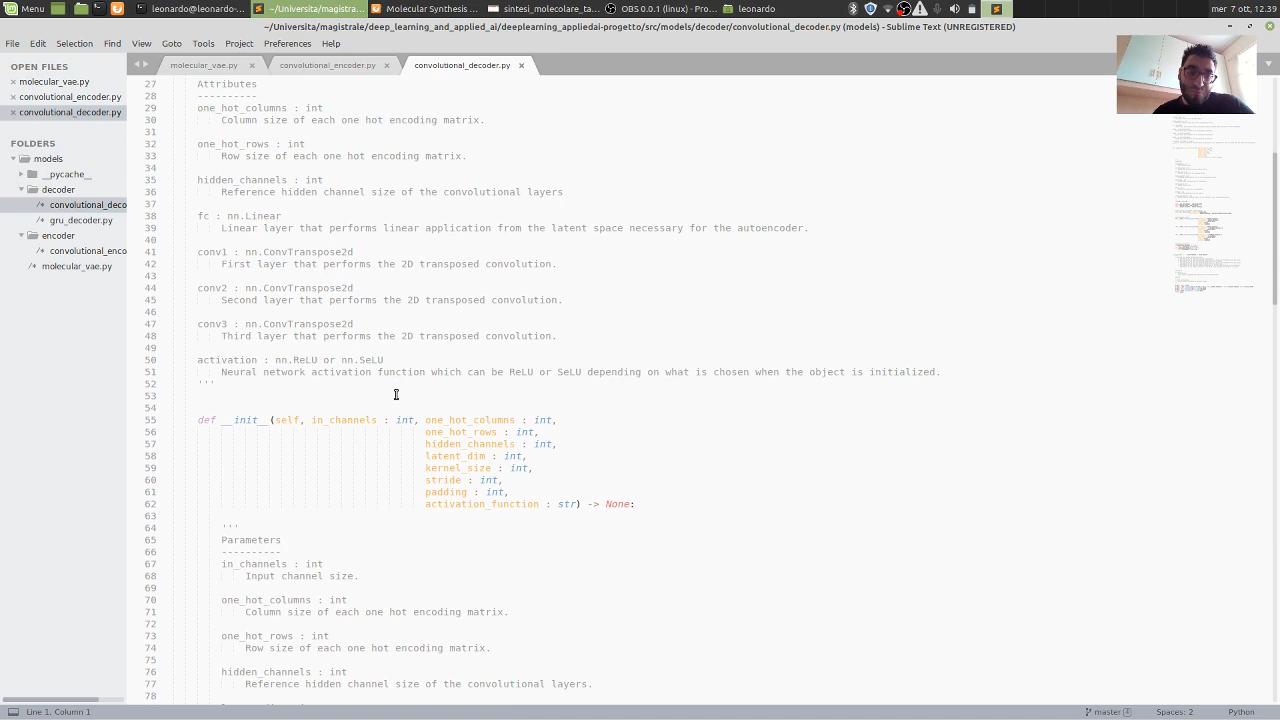 Menu
leonardo@leonardo-...
~/Universita/magistra...
Molecular Synthesis ...
sintesi_molecolare_ba...
OBS 0.0.1 (linux) - Pro...
leonardo
mer 7 ott, 12.39
~/Universita/magistrale/deep_learning_and_applied_ai/deeplearning_appliedai-progetto/src/models/decoder/convolutional_decoder.py (models) - Sublime Text (UNREGISTERED)
File Edit Selection Find View Goto Tools Project Preferences Help
OPEN FILES
molecular_vae.py
convolutional_encoder.py
convolutional_decoder.py
models
gru_decoder.py
molecular_vae.py
molecular_vae.py
convolutional_encoder.py
convolutional_decoder.py
27 Attributes
28 ----------
29 one_hot_columns : int
30 Column size of each one hot encoding matrix.
31
32 one_hot_rows : int
33 Row size of each one hot encoding matrix.
34
35 hidden_channels : int
36 Reference hidden channel size of the convolutional layers.
37
38 fc : nn.Linear
39 Linear layer that transposes the input to the dimension necessary for the next layers.
40
41 conv1 : nn.ConvTranspose2d
42 First layer that performs the 2D transposed convolution.
43
44 conv2 : nn.ConvTranspose2d
45 Second layer that performs the 2D transposed convolution.
46
47 conv3 : nn.ConvTranspose2d
48 Third layer that performs the 2D transposed convolution.
49
50 activation : nn.ReLU or nn.SeLU
51 Neural network activation function which can be ReLU or SeLU depending on what is chosen when the object is initialized.
52 '''
53
54
55 def __init__(self, in_channels : int, one_hot_columns : int,
56 one_hot_rows : int,
57 hidden_channels : int,
58 latent_dim : int,
59 kernel_size : int,
60 stride : int,
61 padding : int,
62 activation_function : str) -> None:
63
64 '''
65 Parameters
66 ----------
67 in_channels : int
68 Input channel size.
69
70 one_hot_columns : int
71 Column size of each one hot encoding matrix.
72
73 one_hot_rows : int
74 Row size of each one hot encoding matrix.
75
76 hidden_channels : int
77 Reference hidden channel size of the convolutional layers.
78
Line 1, Column 1
master 4
Spaces: 2
Python